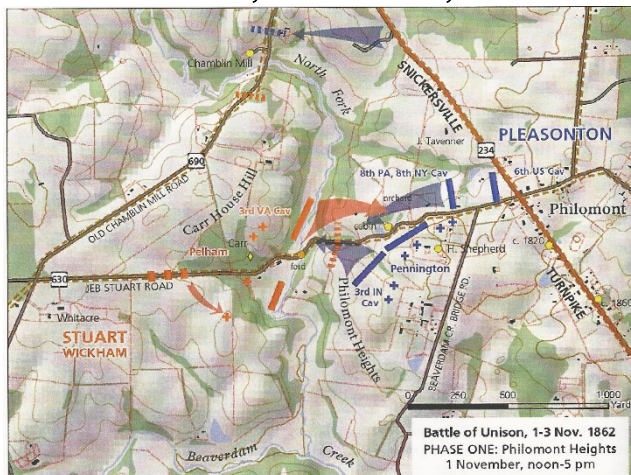 Chamblin Mill
North
Fork
SNICKERSVILLE
J. Tavenner
PLEASONTON
234
690
8th PA, 8th NY Cav
6th US Cav
OLD CHAMBLIN MILL ROAD
Carr House Hill
3rd VA Cav
orchard
cabin
Philomont
Pelham
Carr
H. Shepherd
c. 1820
630
JEB STUART ROAD
ford
Pennington
3rd IN
Cav
TURNPIKE
c. 1860
Whitacre
Philomont Heights
BEAVERDAM CR. BRIDGE RD.
STUART
WICKHAM
0 250 500 1,000
Yards
Beaverdam
Creek
Battle of Unison, 1-3 Nov. 1862
PHASE ONE: Philomont Heights
1 November, noon-5 pm